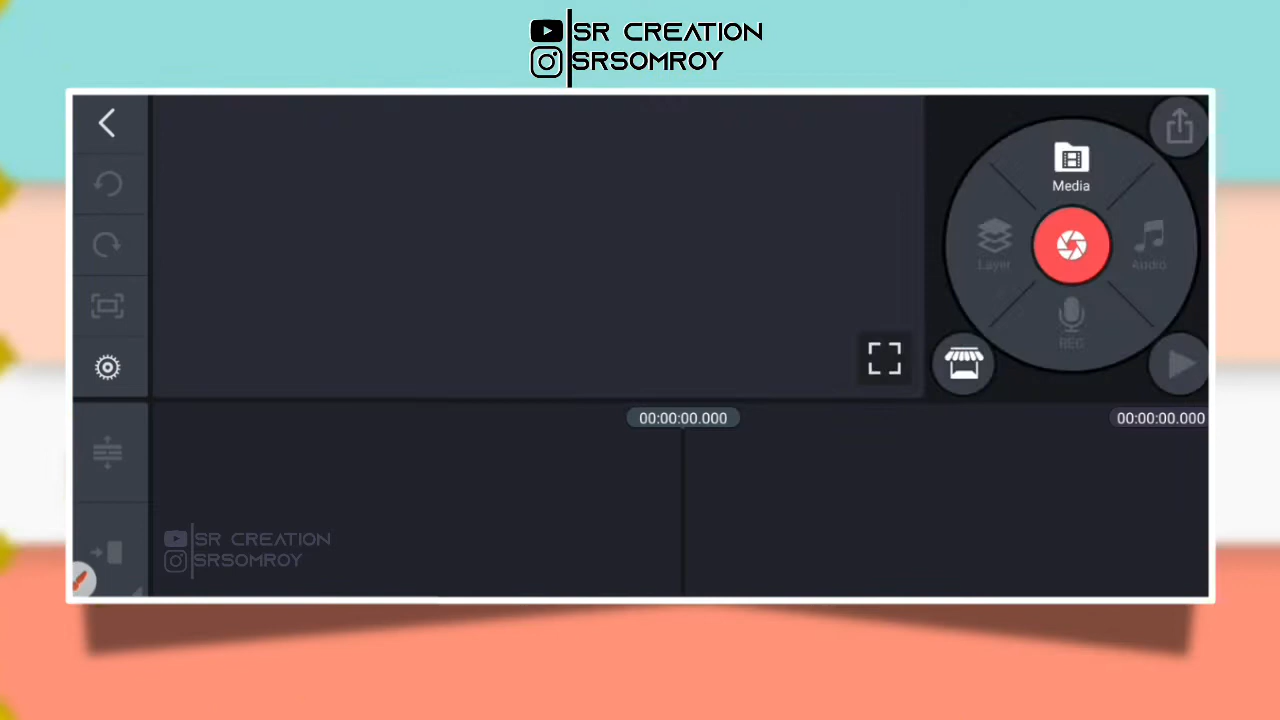 SR CREATION
SRSOMROY
Media
Layer
Audio
REC
00:00:00.000
00:00:00.000
SR CREATION
SRSOMROY